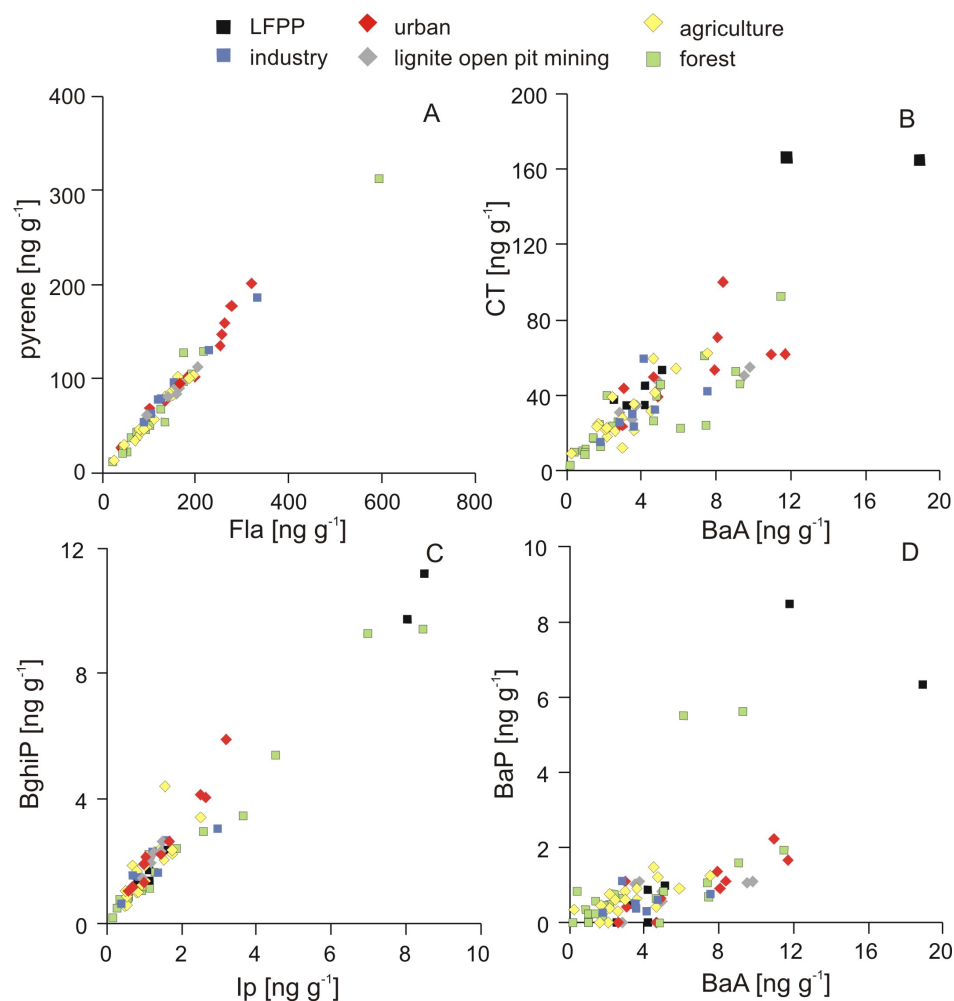 LFPP urban agriculture
industry lignite open pit mining forest
A
400
300
200
100
0
pyrene [ng g⁻¹]
0 200 400 600 800
Fla [ng g⁻¹]
B
200
160
120
80
40
0
CT [ng g⁻¹]
0 4 8 12 16 20
BaA [ng g⁻¹]
C
12
8
4
0
BghiP [ng g⁻¹]
0 2 4 6 8 10
Ip [ng g⁻¹]
D
10
8
6
4
2
0
BaP [ng g⁻¹]
0 4 8 12 16 20
BaA [ng g⁻¹]